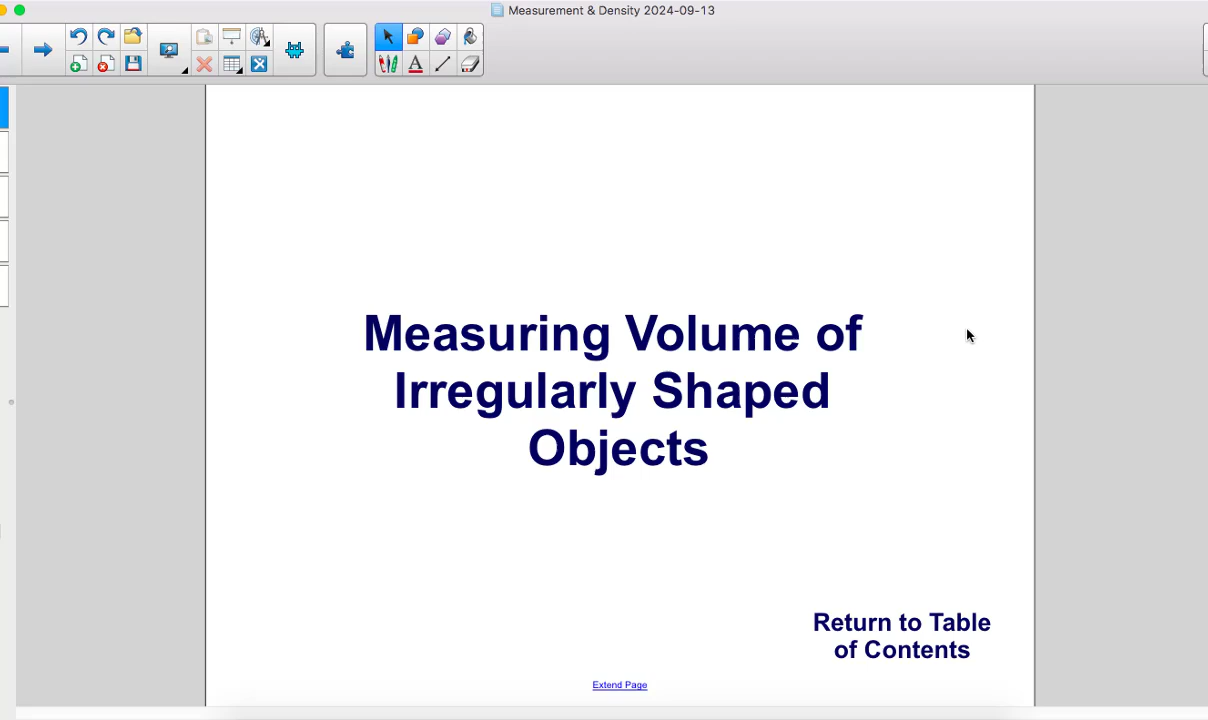 Measurement & Density 2024-09-13
Measuring Volume of
Irregularly Shaped
Objects
Return to Table
of Contents
Extend Page